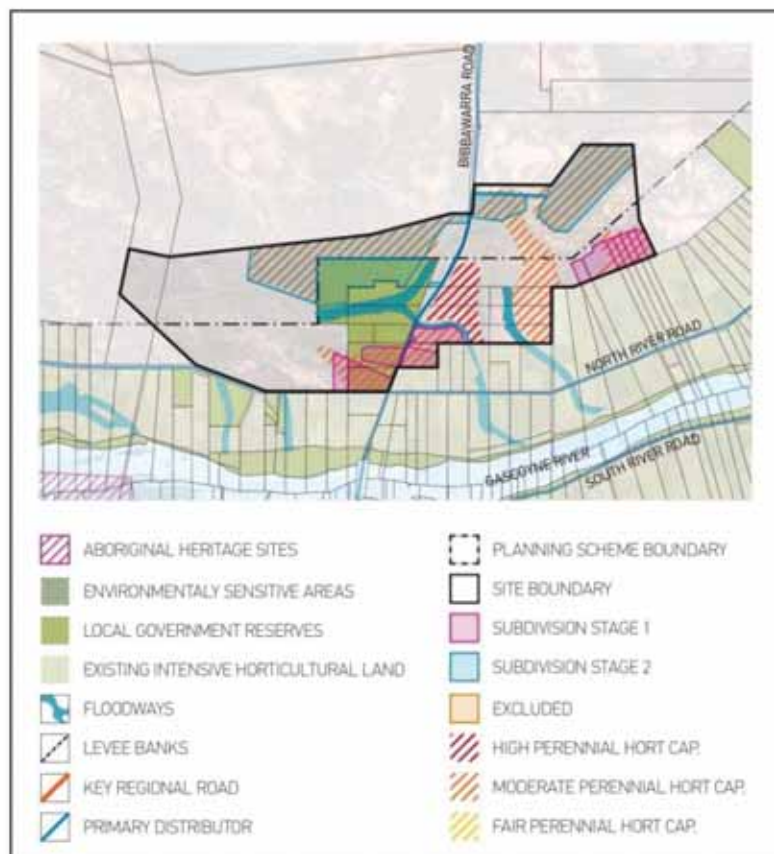 BIBBAWARRA ROAD
NORTH RIVER ROAD
GASCOYNE RIVER
SOUTH RIVER ROAD
ABORIGINAL HERITAGE SITES
ENVIRONMENTALY SENSITIVE AREAS
LOCAL GOVERNMENT RESERVES
EXISTING INTENSIVE HORTICULTURAL LAND
FLOODWAYS
LEVEE BANKS
KEY REGIONAL ROAD
PRIMARY DISTRIBUTOR
PLANNING SCHEME BOUNDARY
SITE BOUNDARY
SUBDIVISION STAGE 1
SUBDIVISION STAGE 2
EXCLUDED
HIGH PERENNIAL HORT CAP.
MODERATE PERENNIAL HORT CAP.
FAIR PERENNIAL HORT CAP.